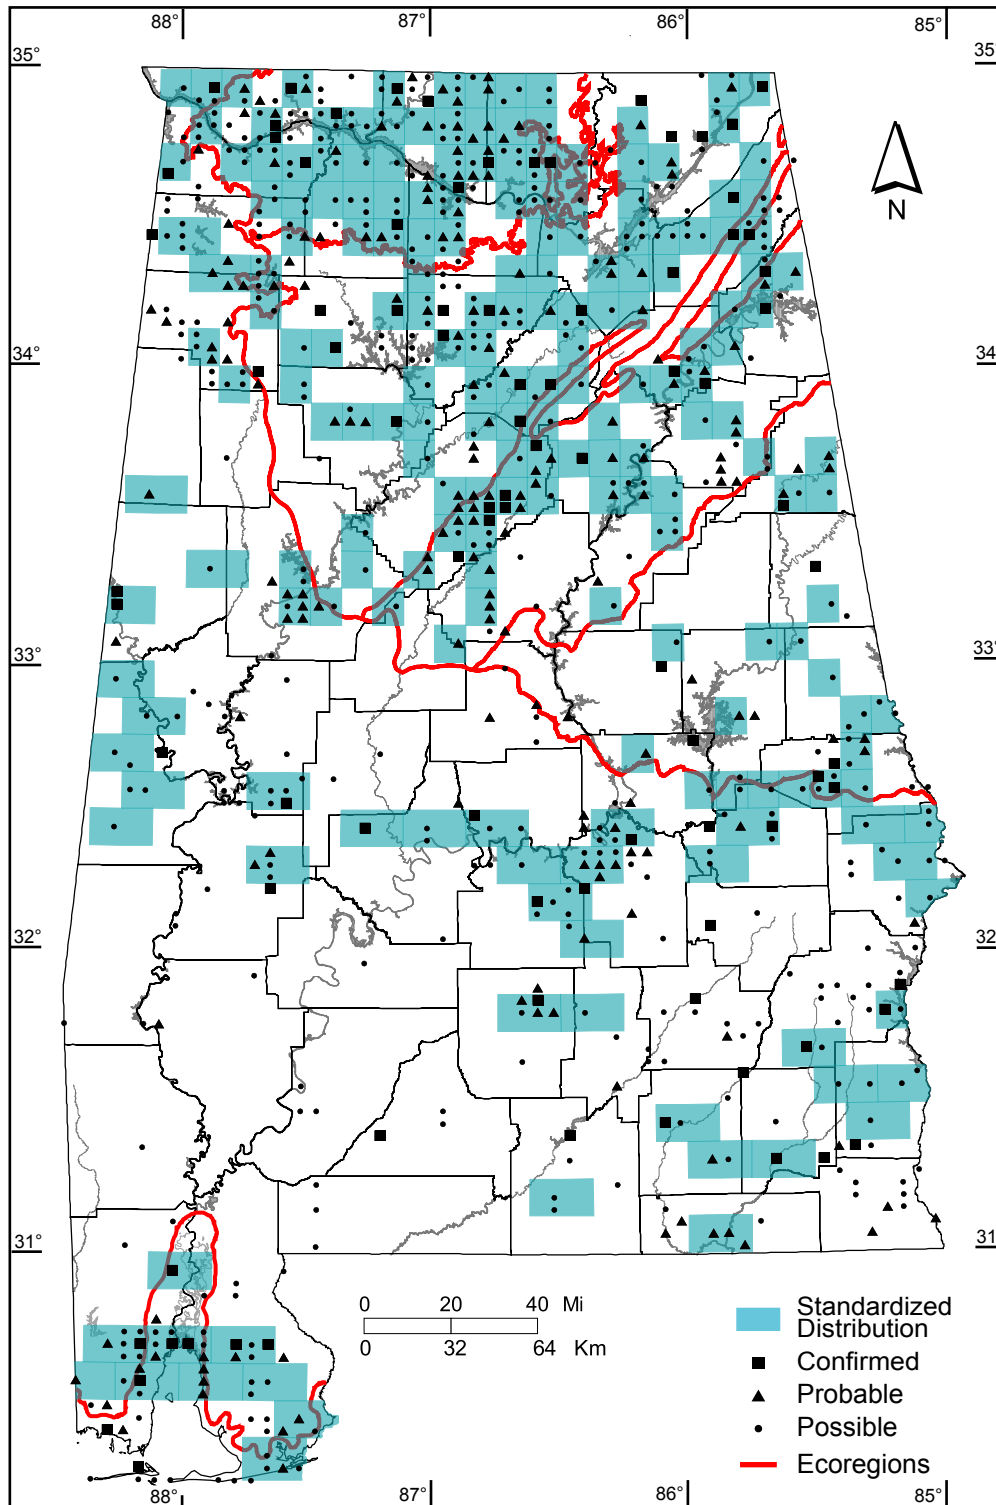 88° 87° 86° 85°
35° 35°
N
34° 34
33° 33°
32° 32
31° 31
0 20 40 Mi
0 32 64 Km
Standardized
Distribution
Confirmed
Probable
Possible
Ecoregions
88° 87° 86° 85°